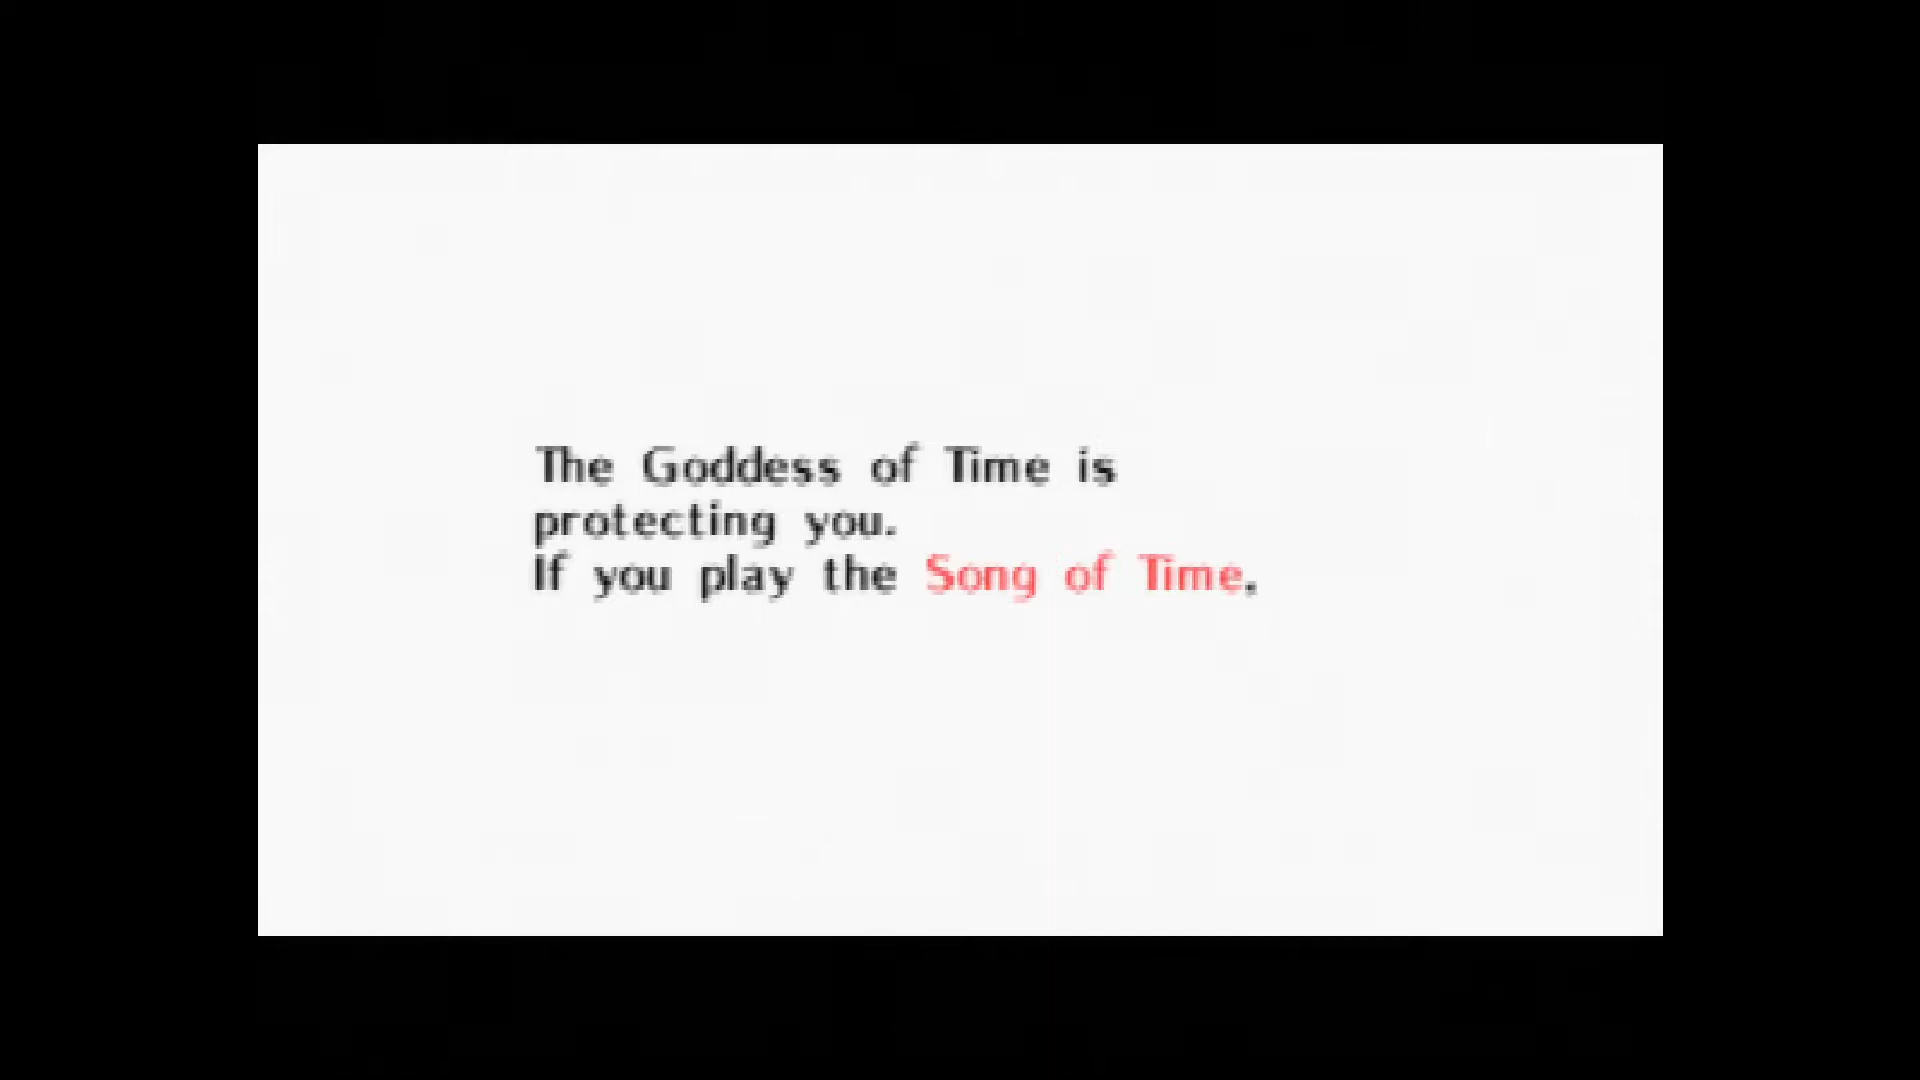 The Goddess of Time is
protecting you.
If you play the Song of Time,